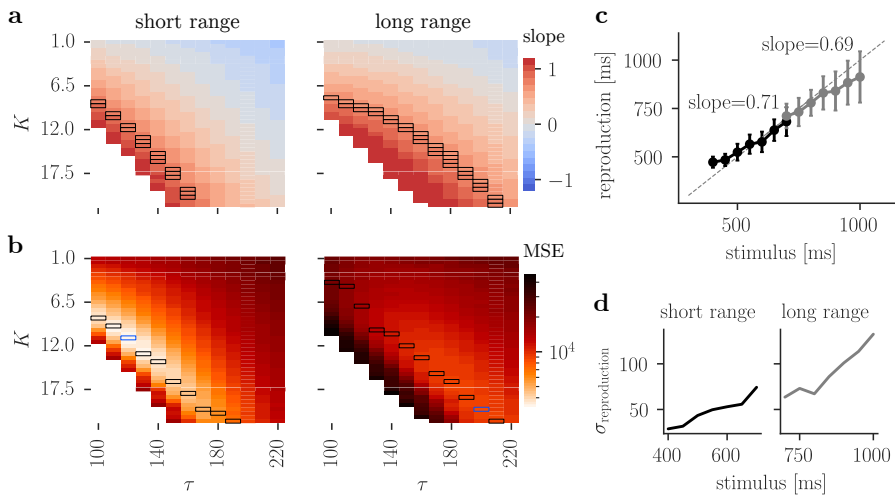 a
short range
long range
slope
K
1.0
6.5
12.0
17.5
1
0
−1
b
MSE
K
1.0
6.5
12.0
17.5
10^4
100
140
180
220
100
140
180
220
τ
c
reproduction [ms]
1000
750
500
slope=0.69
slope=0.71
500
1000
stimulus [ms]
d
short range
long range
σreproduction
100
50
400
600
750
1000
stimulus [ms]